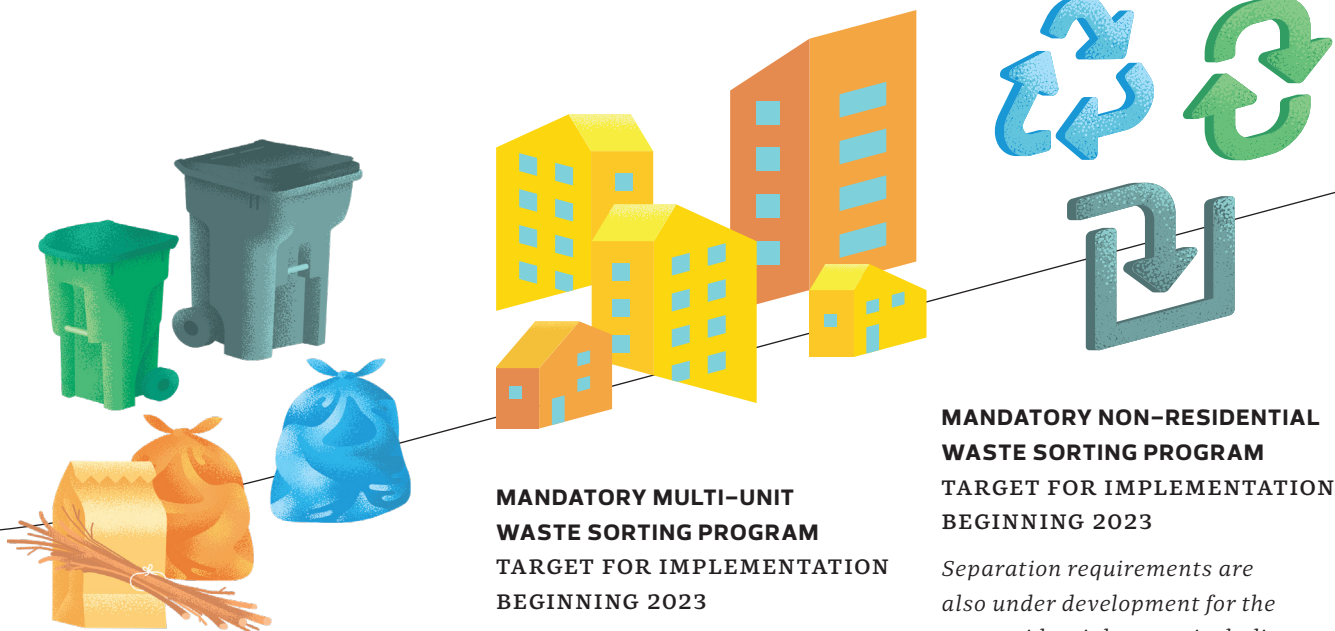 MANDATORY MULTI–UNIT
WASTE SORTING PROGRAM
TARGET FOR IMPLEMENTATION
BEGINNING 2023
MANDATORY NON–RESIDENTIAL
WASTE SORTING PROGRAM
TARGET FOR IMPLEMENTATION
BEGINNING 2023
Separation requirements are
also under development for the